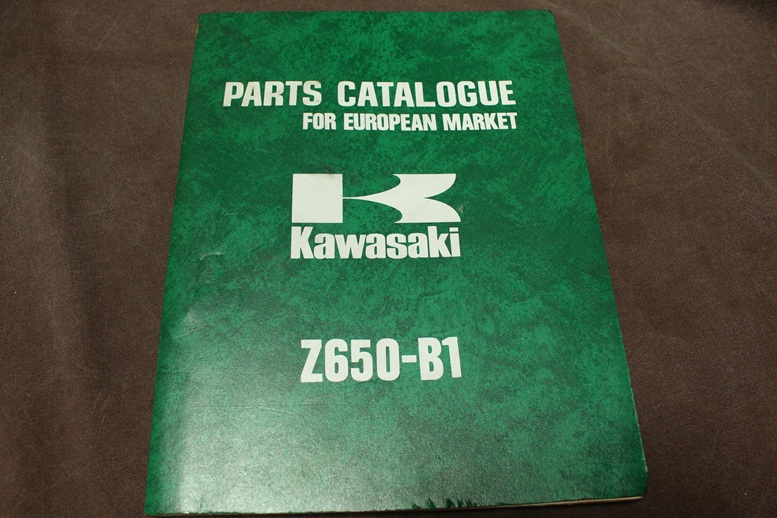 PARTS CATALOGUE
FOR EUROPEAN MARKET
Kawasaki
Z650-B1